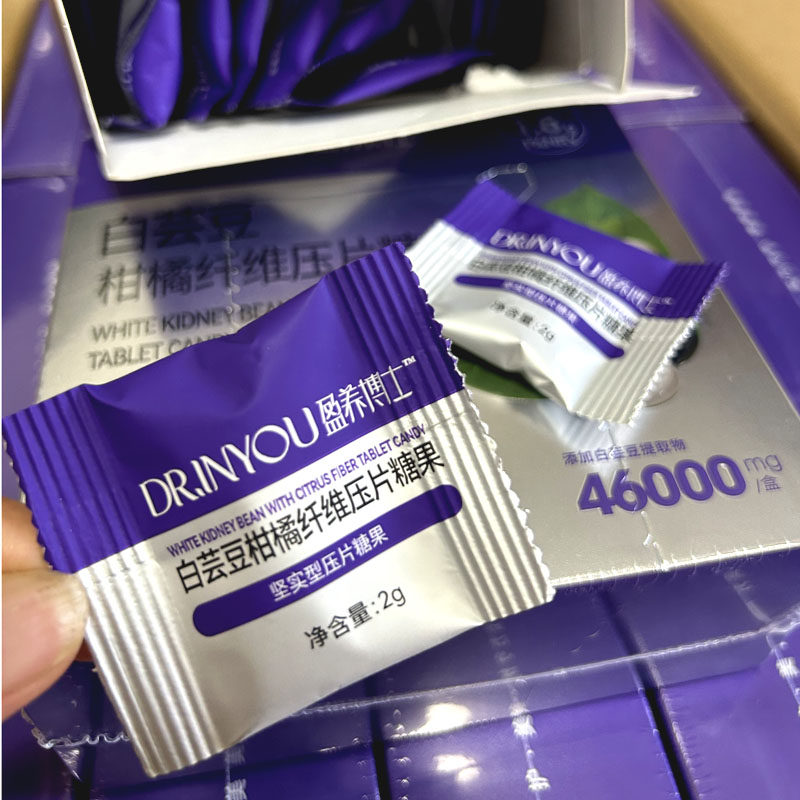 白芸豆
柑橘纤维压片糖
WHITE KIDNEY BEAN
TABLET CANDY
DR.INYOU 盈养博士™
白芸豆柑橘纤维压片糖果
坚实型压片糖果
净含量:2g
添加白芸豆提取物
46000mg
/盒
DR.INYOU 盈养博士™
WHITE KIDNEY BEAN WITH CITRUS FIBER TABLET CANDY
白芸豆柑橘纤维压片糖果
坚实型压片糖果
净含量:2g